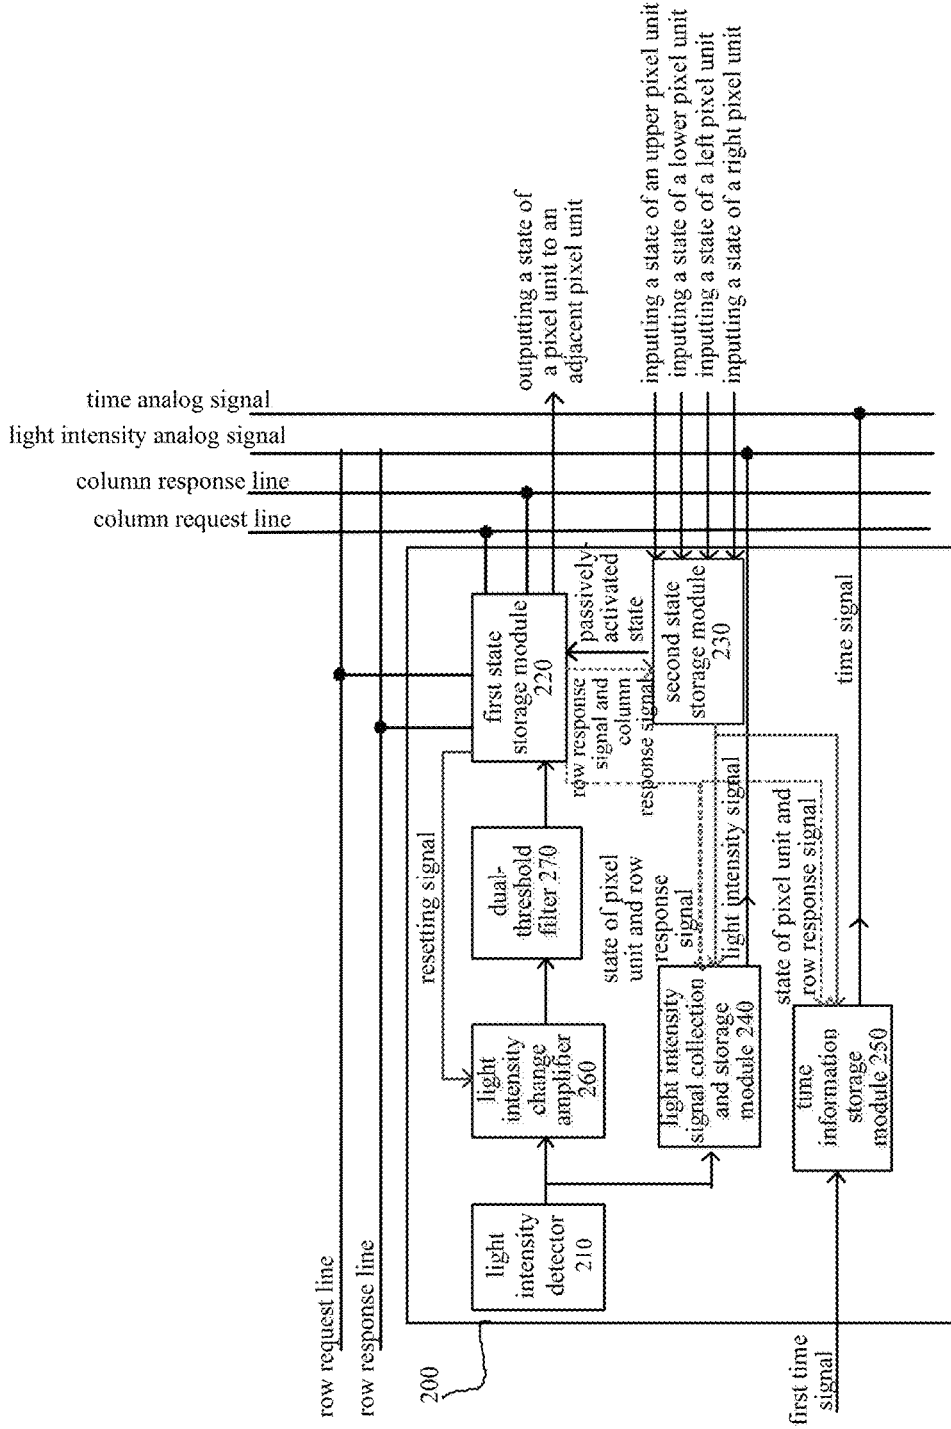 time analog signal
light intensity analog signal
column response line
column request line
row request line
row response line
200
outputting a state of
a pixel unit to an
adjacent pixel unit
inputting a state of an upper pixel unit
inputting a state of a lower pixel unit
inputting a state of a left pixel unit
inputting a state of a right pixel unit
resetting signal
light
intensity
detector
210
light
intensity
change
amplifier
260
dual-
threshold
filter 270
first state
storage module
220
passively-
activated
state
row response
signal and
column
response signal
second state
storage module
230
state of pixel
unit and row
response
signal
light intensity signal
light intensity
signal collection
and storage
module 240
state of pixel unit and
row response signal
time
information
storage
module 250
time signal
first time
signal